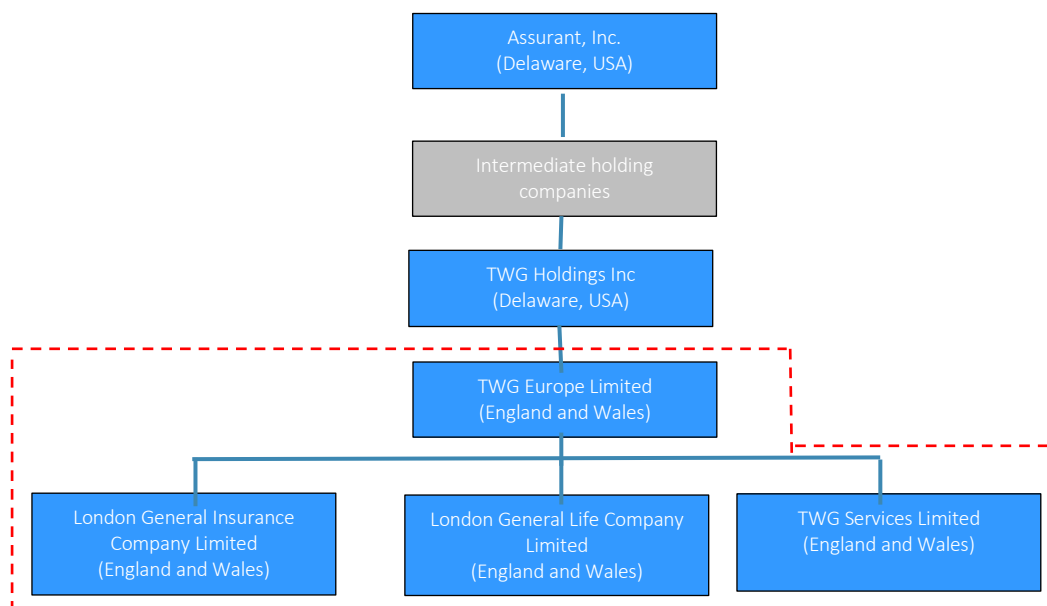 Assurant, Inc.
(Delaware, USA)
Intermediate holding
companies
TWG Holdings Inc
(Delaware, USA)
TWG Europe Limited
(England and Wales)
London General Insurance
Company Limited
(England and Wales)
London General Life Company
Limited
(England and Wales)
TWG Services Limited
(England and Wales)